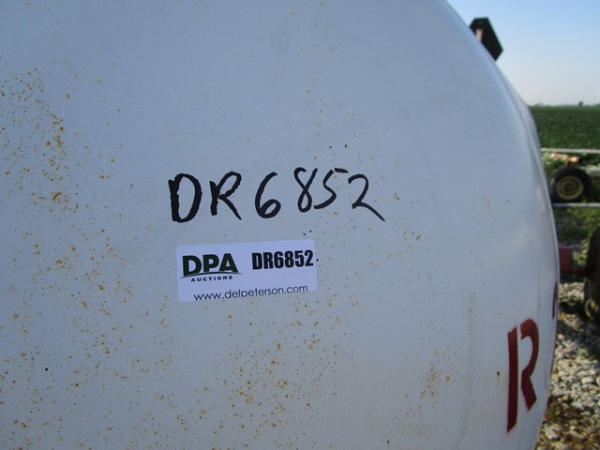 DR6852
DPA DR6852
AUCTIONS
www.delpeterson.com
R